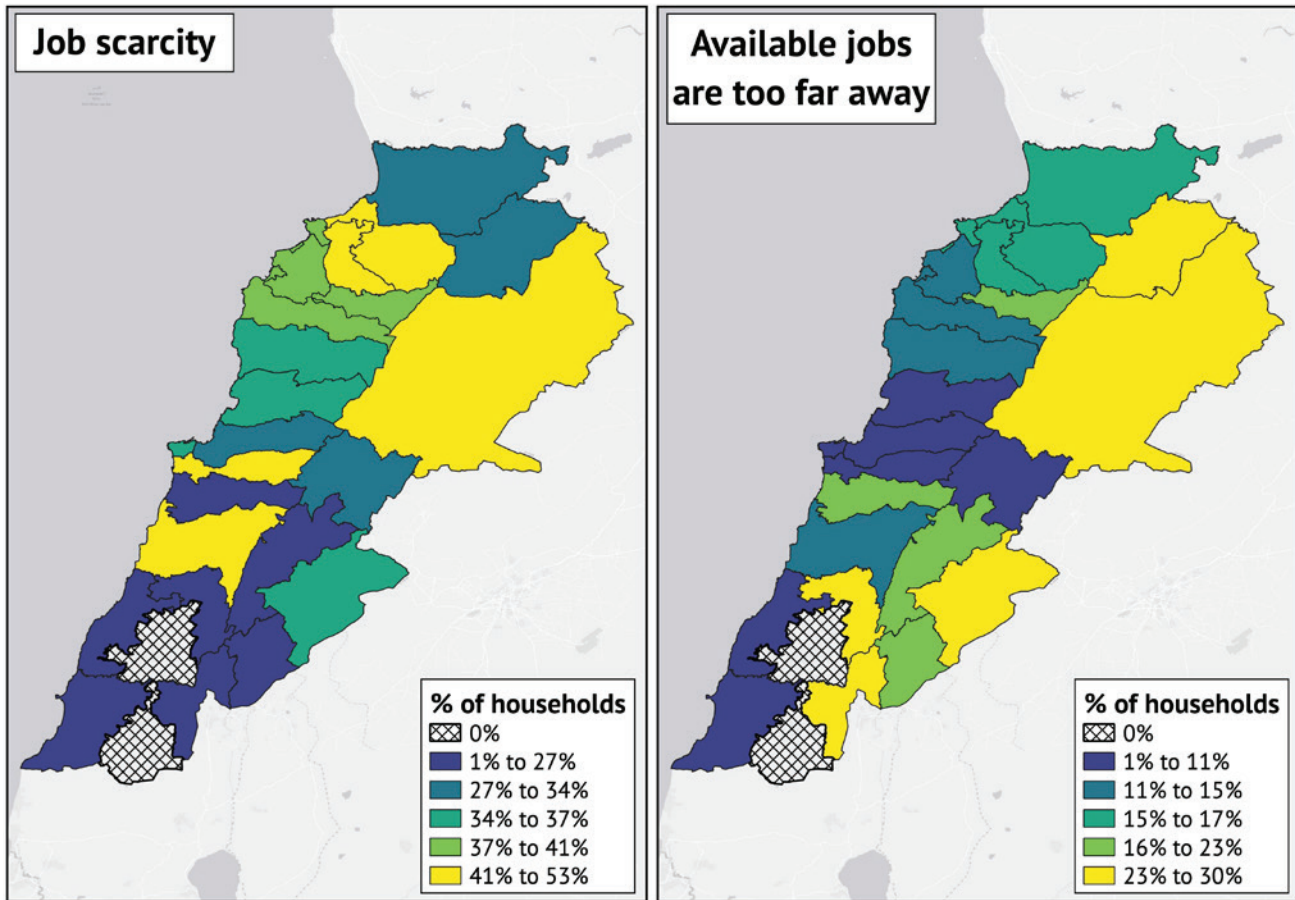 Job scarcity
% of households
0%
1% to 27%
27% to 34%
34% to 37%
37% to 41%
41% to 53%
Available jobs
are too far away
% of households
0%
1% to 11%
11% to 15%
15% to 17%
16% to 23%
23% to 30%